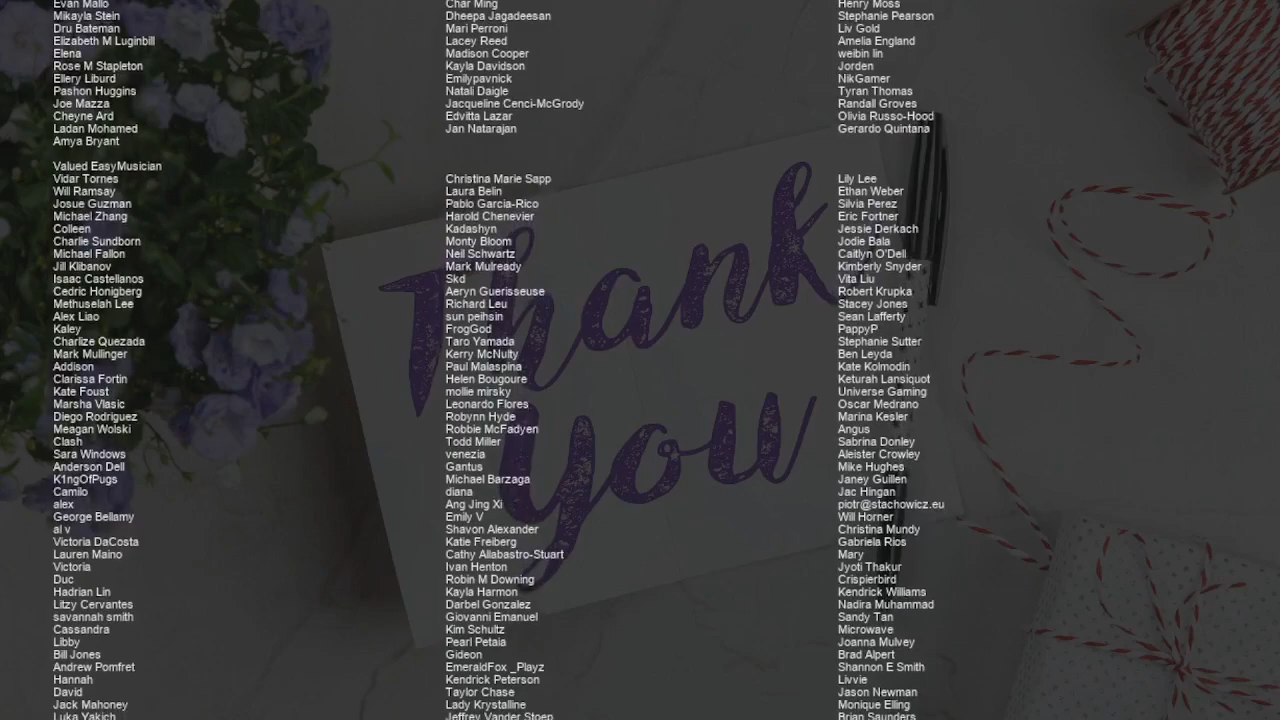 Evan Mallo
Mikayla Stein
Dru Bateman
Elizabeth M Luginbill
Elena
Rose M Stapleton
Ellery Liburd
Pashon Huggins
Joe Mazza
Cheyne Ard
Ladan Mohamed
Amya Bryant
Char Ming
Dheepa Jagadeesan
Mari Perroni
Lacey Reed
Madison Cooper
Kayla Davidson
Emilypavnick
Natali Daigle
Jacqueline Cenci-McGrody
Edvitta Lazar
Jan Natarajan
Henry Moss
Stephanie Pearson
Liv Gold
Amelia England
weibin lin
Jorden
NikGamer
Tyran Thomas
Randall Groves
Olivia Russo-Hood
Gerardo Quintana
Valued EasyMusician
Vidar Tornes
Will Ramsay
Josue Guzman
Michael Zhang
Colleen
Charlie Sundborn
Michael Fallon
Jill Klibanov
Isaac Castellanos
Cedric Honigberg
Methuselah Lee
Alex Liao
Kaley
Charlize Quezada
Mark Mullinger
Addison
Clarissa Fortin
Kate Foust
Marsha Vlasic
Diego Rodriguez
Meagan Wolski
Clash
Sara Windows
Anderson Dell
K1ngOfPugs
Camilo
alex
George Bellamy
al v
Victoria DaCosta
Lauren Maino
Victoria
Duc
Hadrian Lin
Litzy Cervantes
savannah smith
Cassandra
Libby
Bill Jones
Andrew Pomfret
Hannah
David
Jack Mahoney
Luka Yakich
Christina Marie Sapp
Laura Belin
Pablo Garcia-Rico
Harold Chenevier
Kadashyn
Monty Bloom
Neil Schwartz
Mark Mulready
Skd
Aeryn Guerisseuse
Richard Leu
sun peihsin
FrogGod
Taro Yamada
Kerry McNulty
Paul Malaspina
Helen Bougoure
mollie mirsky
Leonardo Flores
Robynn Hyde
Robbie McFadyen
Todd Miller
venezia
Gantus
Michael Barzaga
diana
Ang Jing Xi
Emily V
Shavon Alexander
Katie Freiberg
Cathy Allabastro-Stuart
Ivan Henton
Robin M Downing
Kayla Harmon
Darbel Gonzalez
Giovanni Emanuel
Kim Schultz
Pearl Petaia
Gideon
EmeraldFox _Playz
Kendrick Peterson
Taylor Chase
Lady Krystalline
Jeffrey Vander Stoep
Lily Lee
Ethan Weber
Silvia Perez
Eric Fortner
Jessie Derkach
Jodie Bala
Caitlyn O'Dell
Kimberly Snyder
Vita Liu
Robert Krupka
Stacey Jones
Sean Lafferty
PappyP
Stephanie Sutter
Ben Leyda
Kate Kolmodin
Keturah Lansiquot
Universe Gaming
Oscar Medrano
Marina Kesler
Angus
Sabrina Donley
Aleister Crowley
Mike Hughes
Janey Guillen
Jac Hingan
piotr@stachowicz.eu
Will Horner
Christina Mundy
Gabriela Rios
Mary
Jyoti Thakur
Crispierbird
Kendrick Williams
Nadira Muhammad
Sandy Tan
Microwave
Joanna Mulvey
Brad Alpert
Shannon E Smith
Livvie
Jason Newman
Monique Elling
Brian Saunders
Thank
you